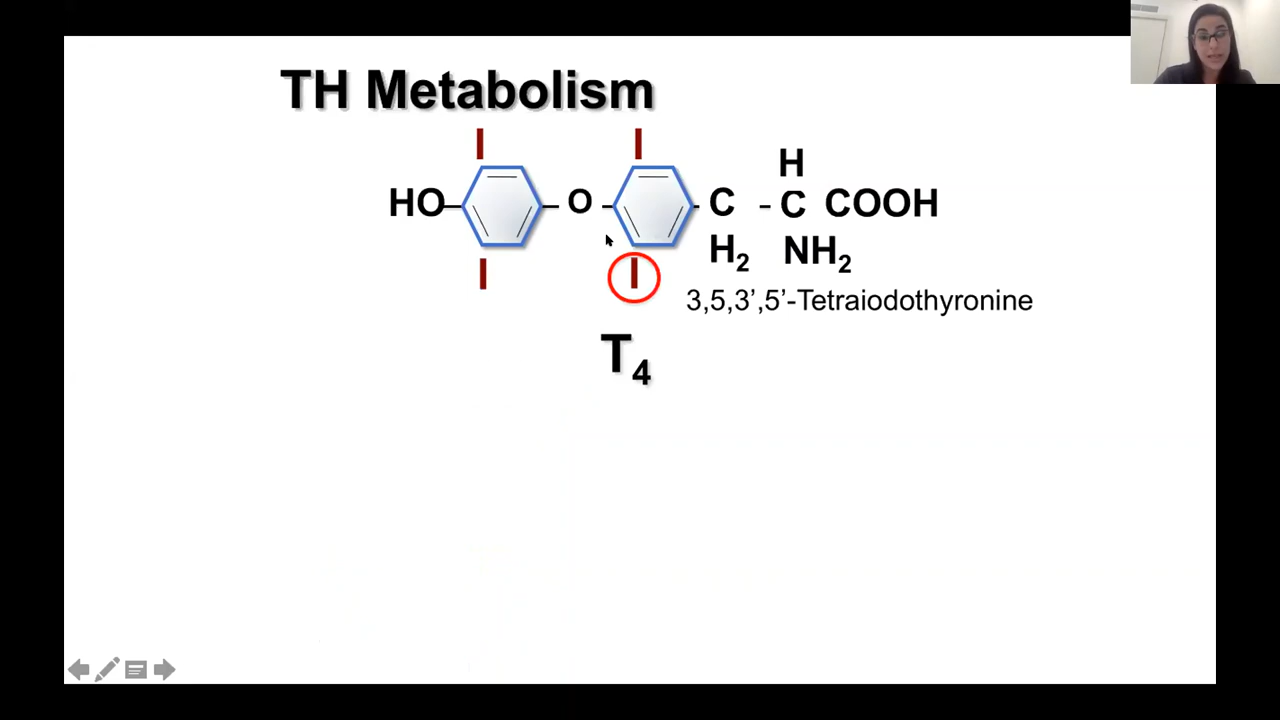 TH Metabolism
I I
H
HO O C - C COOH
H₂ NH₂
I I
3,5,3’,5’-Tetraiodothyronine
T₄